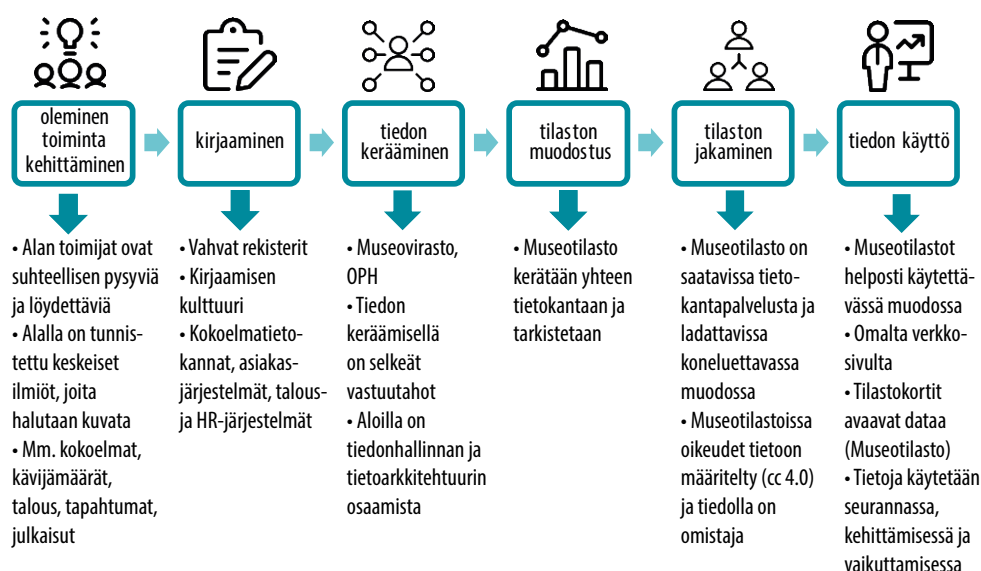 oleminen
toiminta
kehittäminen
kirjaaminen
tiedon
kerääminen
tilaston
muodostus
tilaston
jakaminen
tiedon käyttö
• Alan toimijat ovat
suhteellisen pysyviä
ja löydettäviä
• Alalla on tunnis-
tettu keskeiset
ilmiöt, joita
halutaan kuvata
• Mm. kokoelmat,
kävijämäärät,
talous, tapahtumat,
julkaisut
• Vahvat rekisterit
• Kirjaamisen
kulttuuri
• Kokoelmatieto-
kannat, asiakas-
järjestelmät, talous-
ja HR-järjestelmät
• Museovirasto,
OPH
• Tiedon
keräämisellä
on selkeät
vastuutahot
• Aloilla on
tiedonhallinnan ja
tietoarkkitehtuurin
osaamista
• Museotilasto
kerätään yhteen
tietokantaan ja
tarkistetaan
• Museotilasto on
saatavissa tieto-
kantapalvelusta ja
ladattavissa
koneluettavassa
muodossa
• Museotilastoissa
oikeudet tietoon
määritelty (cc 4.0)
ja tiedolla on
omistaja
• Museotilastot
helposti käytettä-
vässä muodossa
• Omalta verkko-
sivulta
• Tilastokortit
avaavat dataa
(Museotilasto)
• Tietoja käytetään
seurannassa,
kehittämisessä ja
vaikuttamisessa